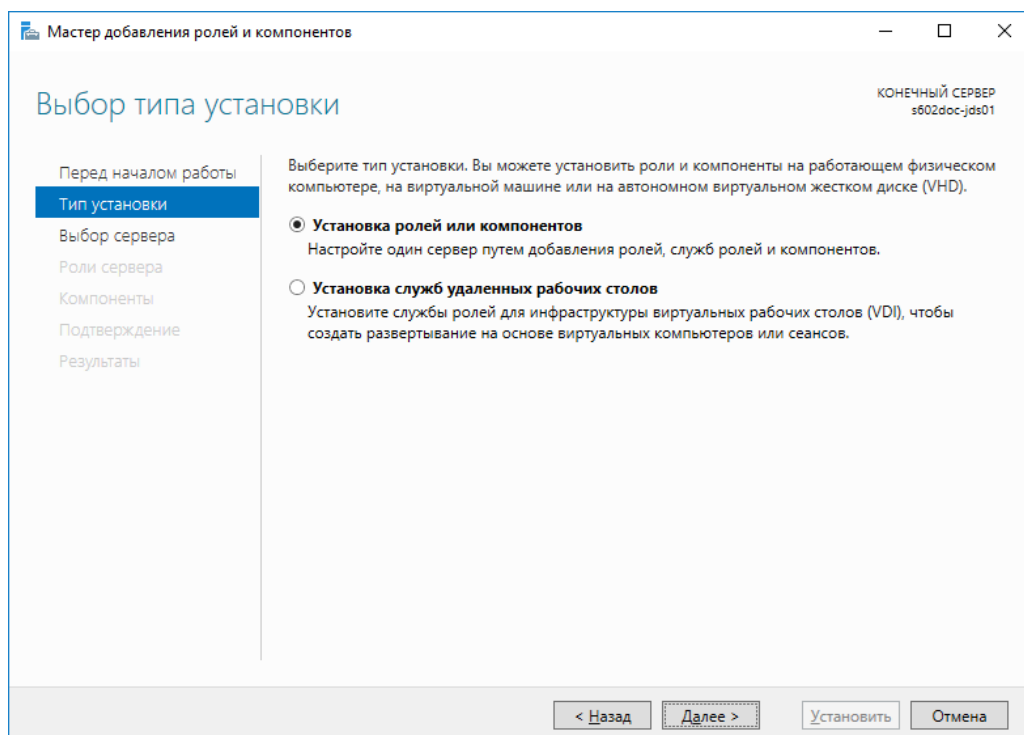 Мастер добавления ролей и компонентов
Выбор типа установки
КОНЕЧНЫЙ СЕРВЕР
s602doc-jds01
Перед началом работы
Тип установки
Выбор сервера
Роли сервера
Компоненты
Подтверждение
Результаты
Выберите тип установки. Вы можете установить роли и компоненты на работающем физическом
компьютере, на виртуальной машине или на автономном виртуальном жестком диске (VHD).
Установка ролей или компонентов
Настройте один сервер путем добавления ролей, служб ролей и компонентов.
Установка служб удаленных рабочих столов
Установите службы ролей для инфраструктуры виртуальных рабочих столов (VDI), чтобы
создать развертывание на основе виртуальных компьютеров или сеансов.
< Назад Далее > Установить Отмена